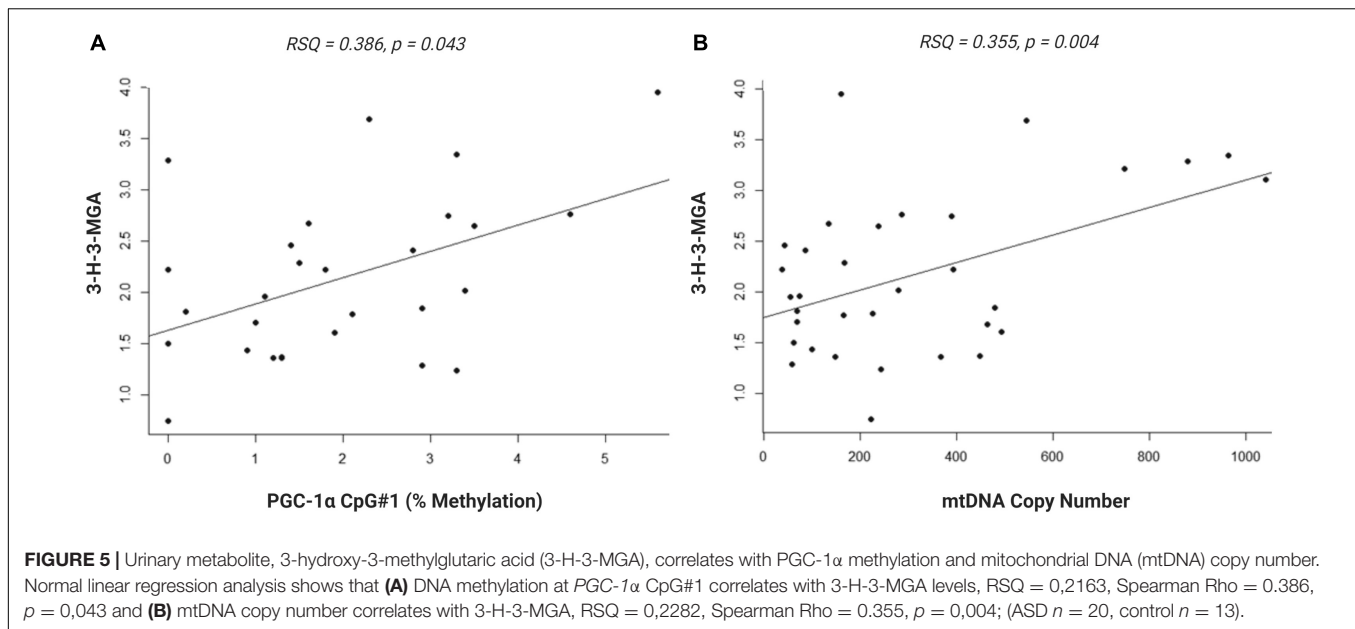 A
RSQ = 0.386, p = 0.043
3-H-3-MGA
4.0
3.5
3.0
2.5
2.0
1.5
1.0
0 1 2 3 4 5
PGC-1α CpG#1 (% Methylation)
B
RSQ = 0.355, p = 0.004
3-H-3-MGA
4.0
3.5
3.0
2.5
2.0
1.5
1.0
0 200 400 600 800 1000
mtDNA Copy Number
FIGURE 5 | Urinary metabolite, 3-hydroxy-3-methylglutaric acid (3-H-3-MGA), correlates with PGC-1α methylation and mitochondrial DNA (mtDNA) copy number.
Normal linear regression analysis shows that (A) DNA methylation at PGC-1α CpG#1 correlates with 3-H-3-MGA levels, RSQ = 0,2163, Spearman Rho = 0.386,
p = 0,043 and (B) mtDNA copy number correlates with 3-H-3-MGA, RSQ = 0,2282, Spearman Rho = 0.355, p = 0,004; (ASD n = 20, control n = 13).